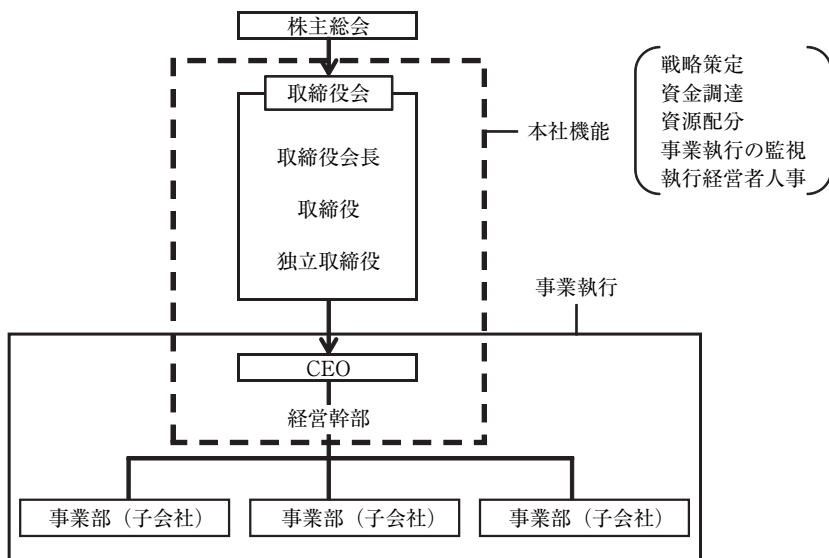 株主総会
取締役会
取締役会長
取締役
独立取締役
本社機能
戦略策定
資金調達
資源配分
事業執行の監視
執行経営者人事
事業執行
CEO
経営幹部
事業部（子会社）
事業部（子会社）
事業部（子会社）